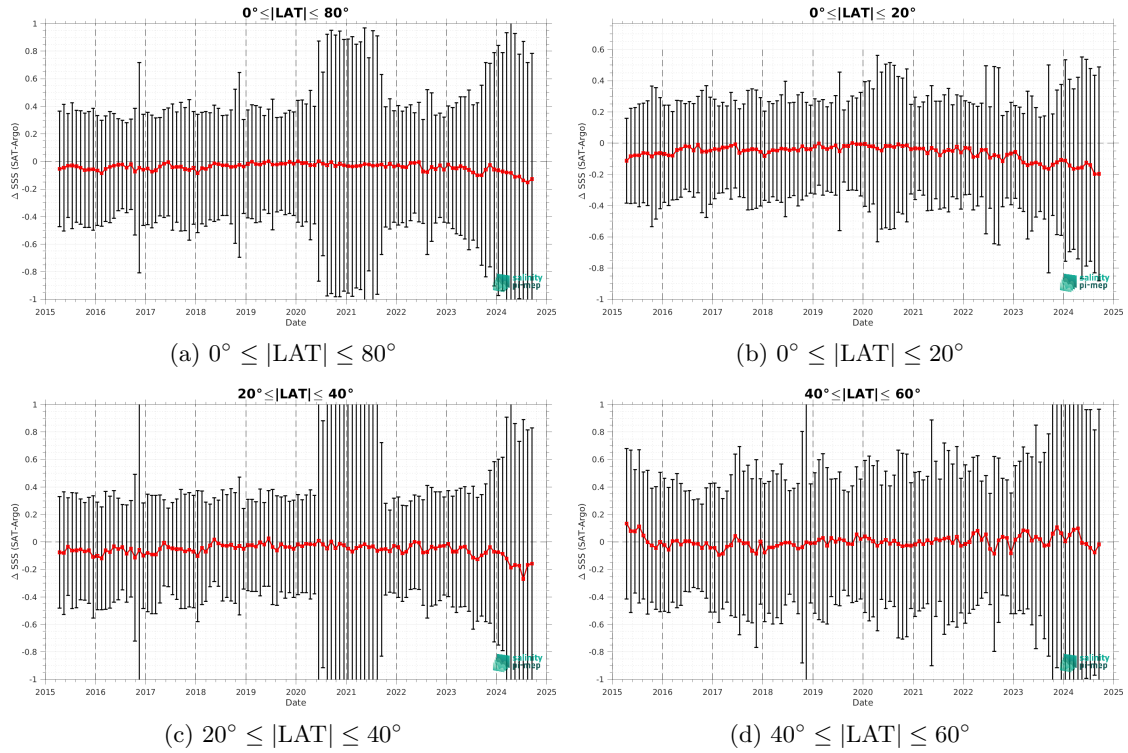 0°≤|LAT|≤ 80°
1
0.8
0.6
0.4
0.2
0
-0.2
-0.4
-0.6
-0.8
-1
Δ SSS (SAT-Argo)
2015 2016 2017 2018 2019 2020 2021 2022 2023 2024 2025
Date
salinity
pi-mep
(a) 0° ≤ |LAT| ≤ 80°
0°≤|LAT|≤ 20°
0.6
0.4
0.2
0
-0.2
-0.4
-0.6
-0.8
-1
Δ SSS (SAT-Argo)
2015 2016 2017 2018 2019 2020 2021 2022 2023 2024 2025
Date
salinity
pi-mep
(b) 0° ≤ |LAT| ≤ 20°
20°≤|LAT|≤ 40°
1
0.8
0.6
0.4
0.2
0
-0.2
-0.4
-0.6
-0.8
-1
Δ SSS (SAT-Argo)
2015 2016 2017 2018 2019 2020 2021 2022 2023 2024 2025
Date
salinity
pi-mep
(c) 20° ≤ |LAT| ≤ 40°
40°≤|LAT|≤ 60°
1
0.8
0.6
0.4
0.2
0
-0.2
-0.4
-0.6
-0.8
-1
Δ SSS (SAT-Argo)
2015 2016 2017 2018 2019 2020 2021 2022 2023 2024 2025
Date
salinity
pi-mep
(d) 40° ≤ |LAT| ≤ 60°